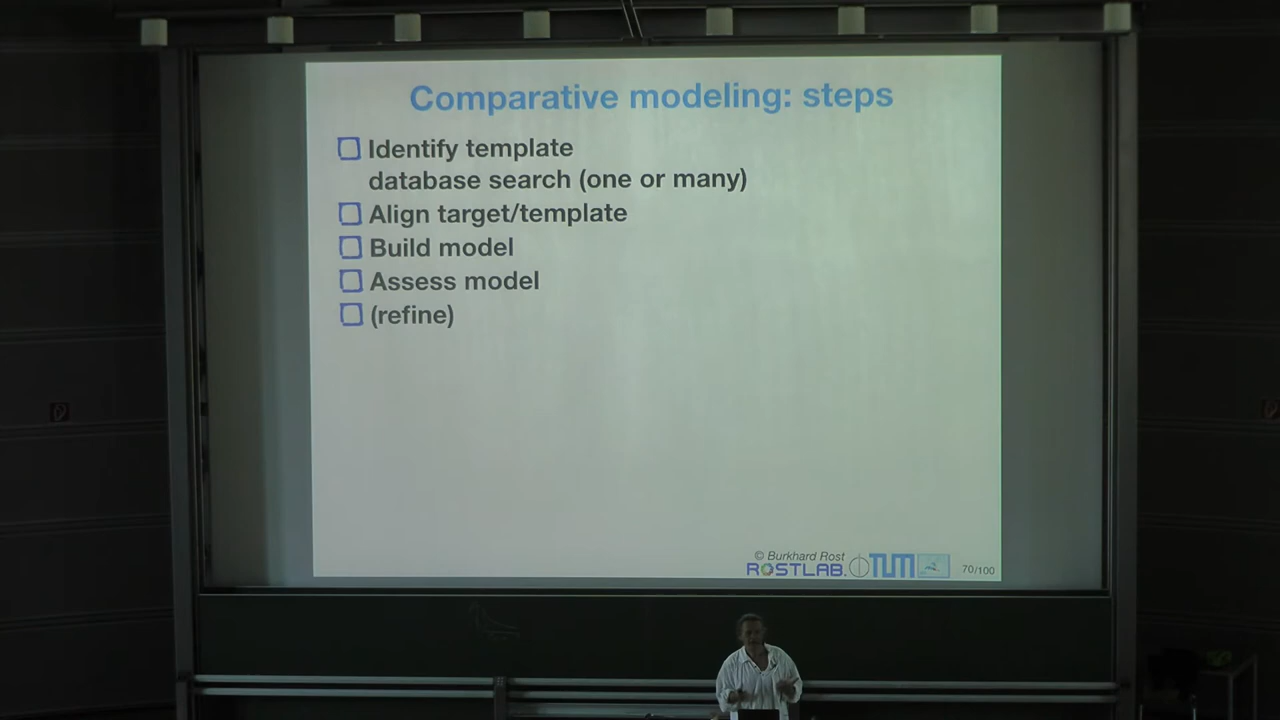 Comparative modeling: steps
Identify template
database search (one or many)
Align target/template
Build model
Assess model
(refine)
© Burkhard Rost
ROSTLAB.
TUM
70/100